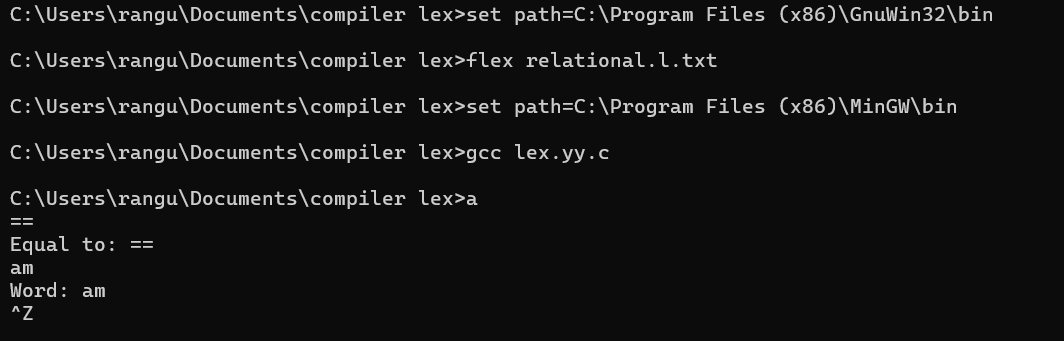 C:\Users\rangu\Documents\compiler lex>set path=C:\Program Files (x86)\GnuWin32\bin
C:\Users\rangu\Documents\compiler lex>flex relational.l.txt
C:\Users\rangu\Documents\compiler lex>set path=C:\Program Files (x86)\MinGW\bin
C:\Users\rangu\Documents\compiler lex>gcc lex.yy.c
C:\Users\rangu\Documents\compiler lex>a
==
Equal to: ==
am
Word: am
^Z